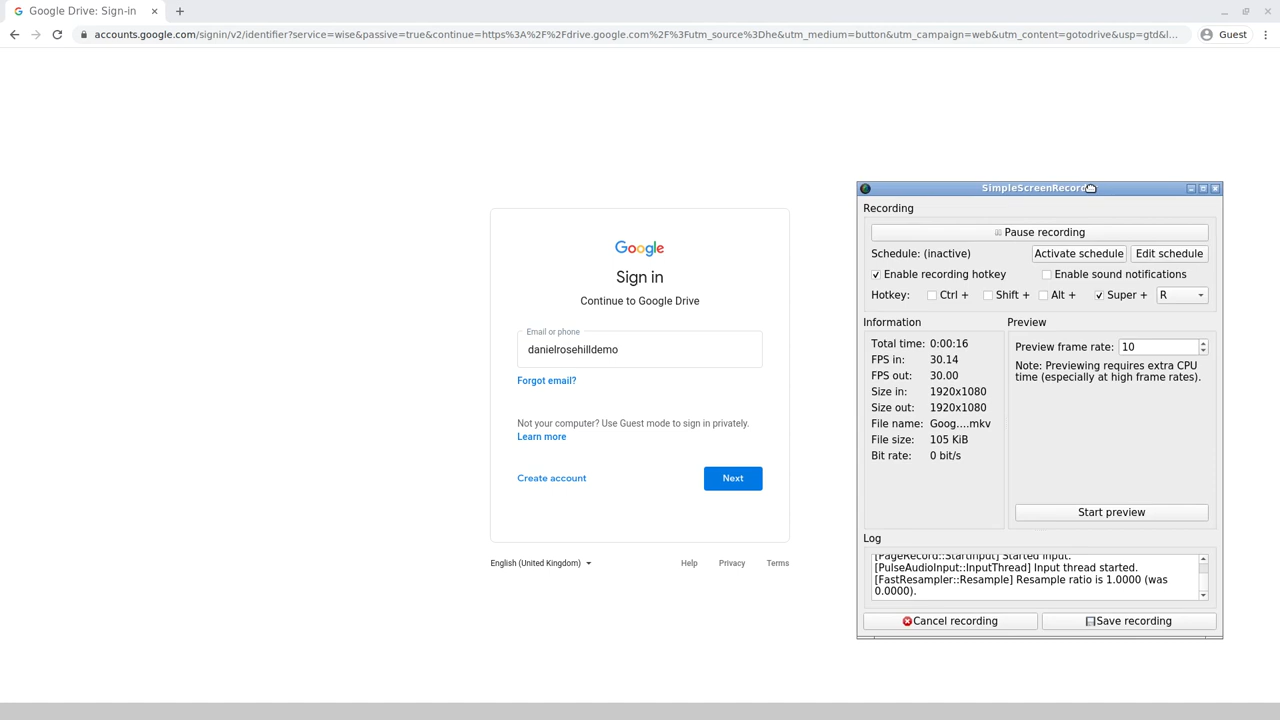 Google Drive: Sign-in
accounts.google.com/signin/v2/identifier?service=wise&passive=true&continue=https%3A%2F%2Fdrive.google.com%2F%3Futm_source%3Dhe&utm_medium=button&utm_campaign=web&utm_content=gotodrive&usp=gtd&l...
Guest
Google
Sign in
Continue to Google Drive
Email or phone
danielrosehilldemo
Forgot email?
Not your computer? Use Guest mode to sign in privately.
Learn more
Create account
Next
English (United Kingdom)
Help
Privacy
Terms
SimpleScreenRecor
Recording
Pause recording
Schedule: (inactive)
Activate schedule
Edit schedule
Enable recording hotkey
Enable sound notifications
Hotkey:
Ctrl +
Shift +
Alt +
Super +
R
Information
Total time: 0:00:16
FPS in: 30.14
FPS out: 30.00
Size in: 1920x1080
Size out: 1920x1080
File name: Goog....mkv
File size: 105 KiB
Bit rate: 0 bit/s
Preview
Preview frame rate: 10
Note: Previewing requires extra CPU
time (especially at high frame rates).
Start preview
Log
[PageRecord::StartInput] Started input.
[PulseAudioInput::InputThread] Input thread started.
[FastResampler::Resample] Resample ratio is 1.0000 (was
0.0000).
Cancel recording
Save recording